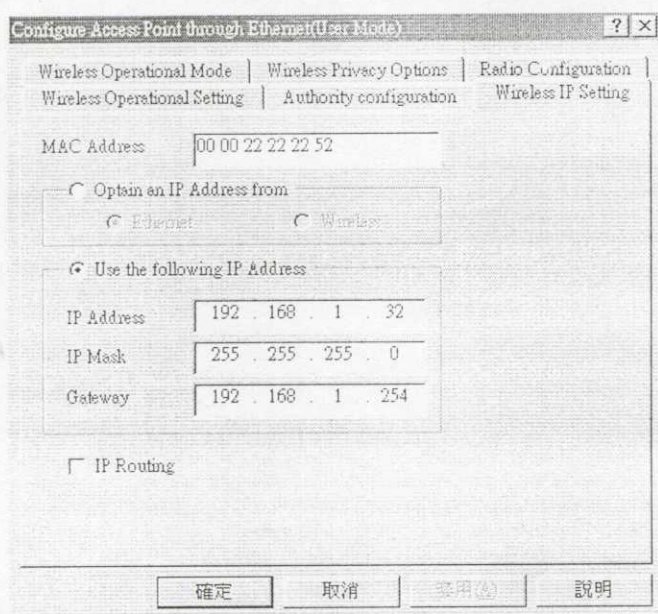 Configure Access Point through Ethernet(User Mode)
Wireless Operational Mode | Wireless Privacy Options | Radio Configuration
Wireless Operational Setting | Authority configuration Wireless IP Setting
MAC Address 00 00 22 22 22 52
Optain an IP Address from
Ethernet Wireless
Use the following IP Address
IP Address 192 . 168 . 1 . 32
IP Mask 255 . 255 . 255 . 0
Gateway 192 . 168 . 1 . 254
IP Routing
確定 取消 套用(A) 說明